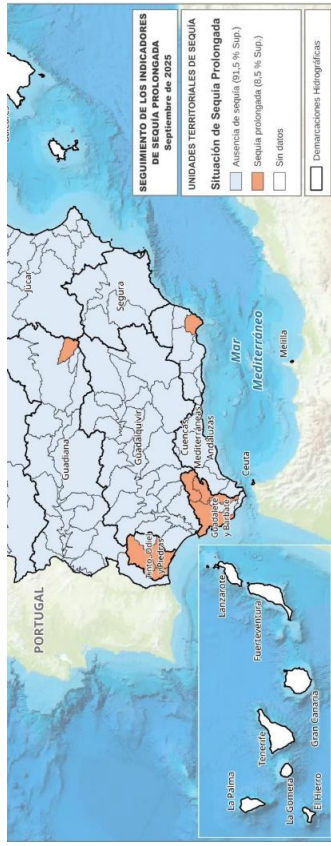 PORTUGAL
Guadiana
Júcar
Guadalquivir
Segura
Tinto, Odiel
y Piedras
Guadalete
y Barbate
Cuencas
Mediterráneas
Andaluzas
Ceuta
Mar
Mediterráneo
Melilla
La Palma
La Gomera
El Hierro
Tenerife
Gran Canaria
Fuerteventura
Lanzarote
SEGUIMIENTO DE LOS INDICADORES
DE SEQUÍA PROLONGADA
Septiembre de 2025
UNIDADES TERRITORIALES DE SEQUÍA
Situación de Sequía Prolongada
Ausencia de sequía (91,5 % Sup.)
Sequía prolongada (8,5 % Sup.)
Sin datos
Demarcaciones Hidrográficas